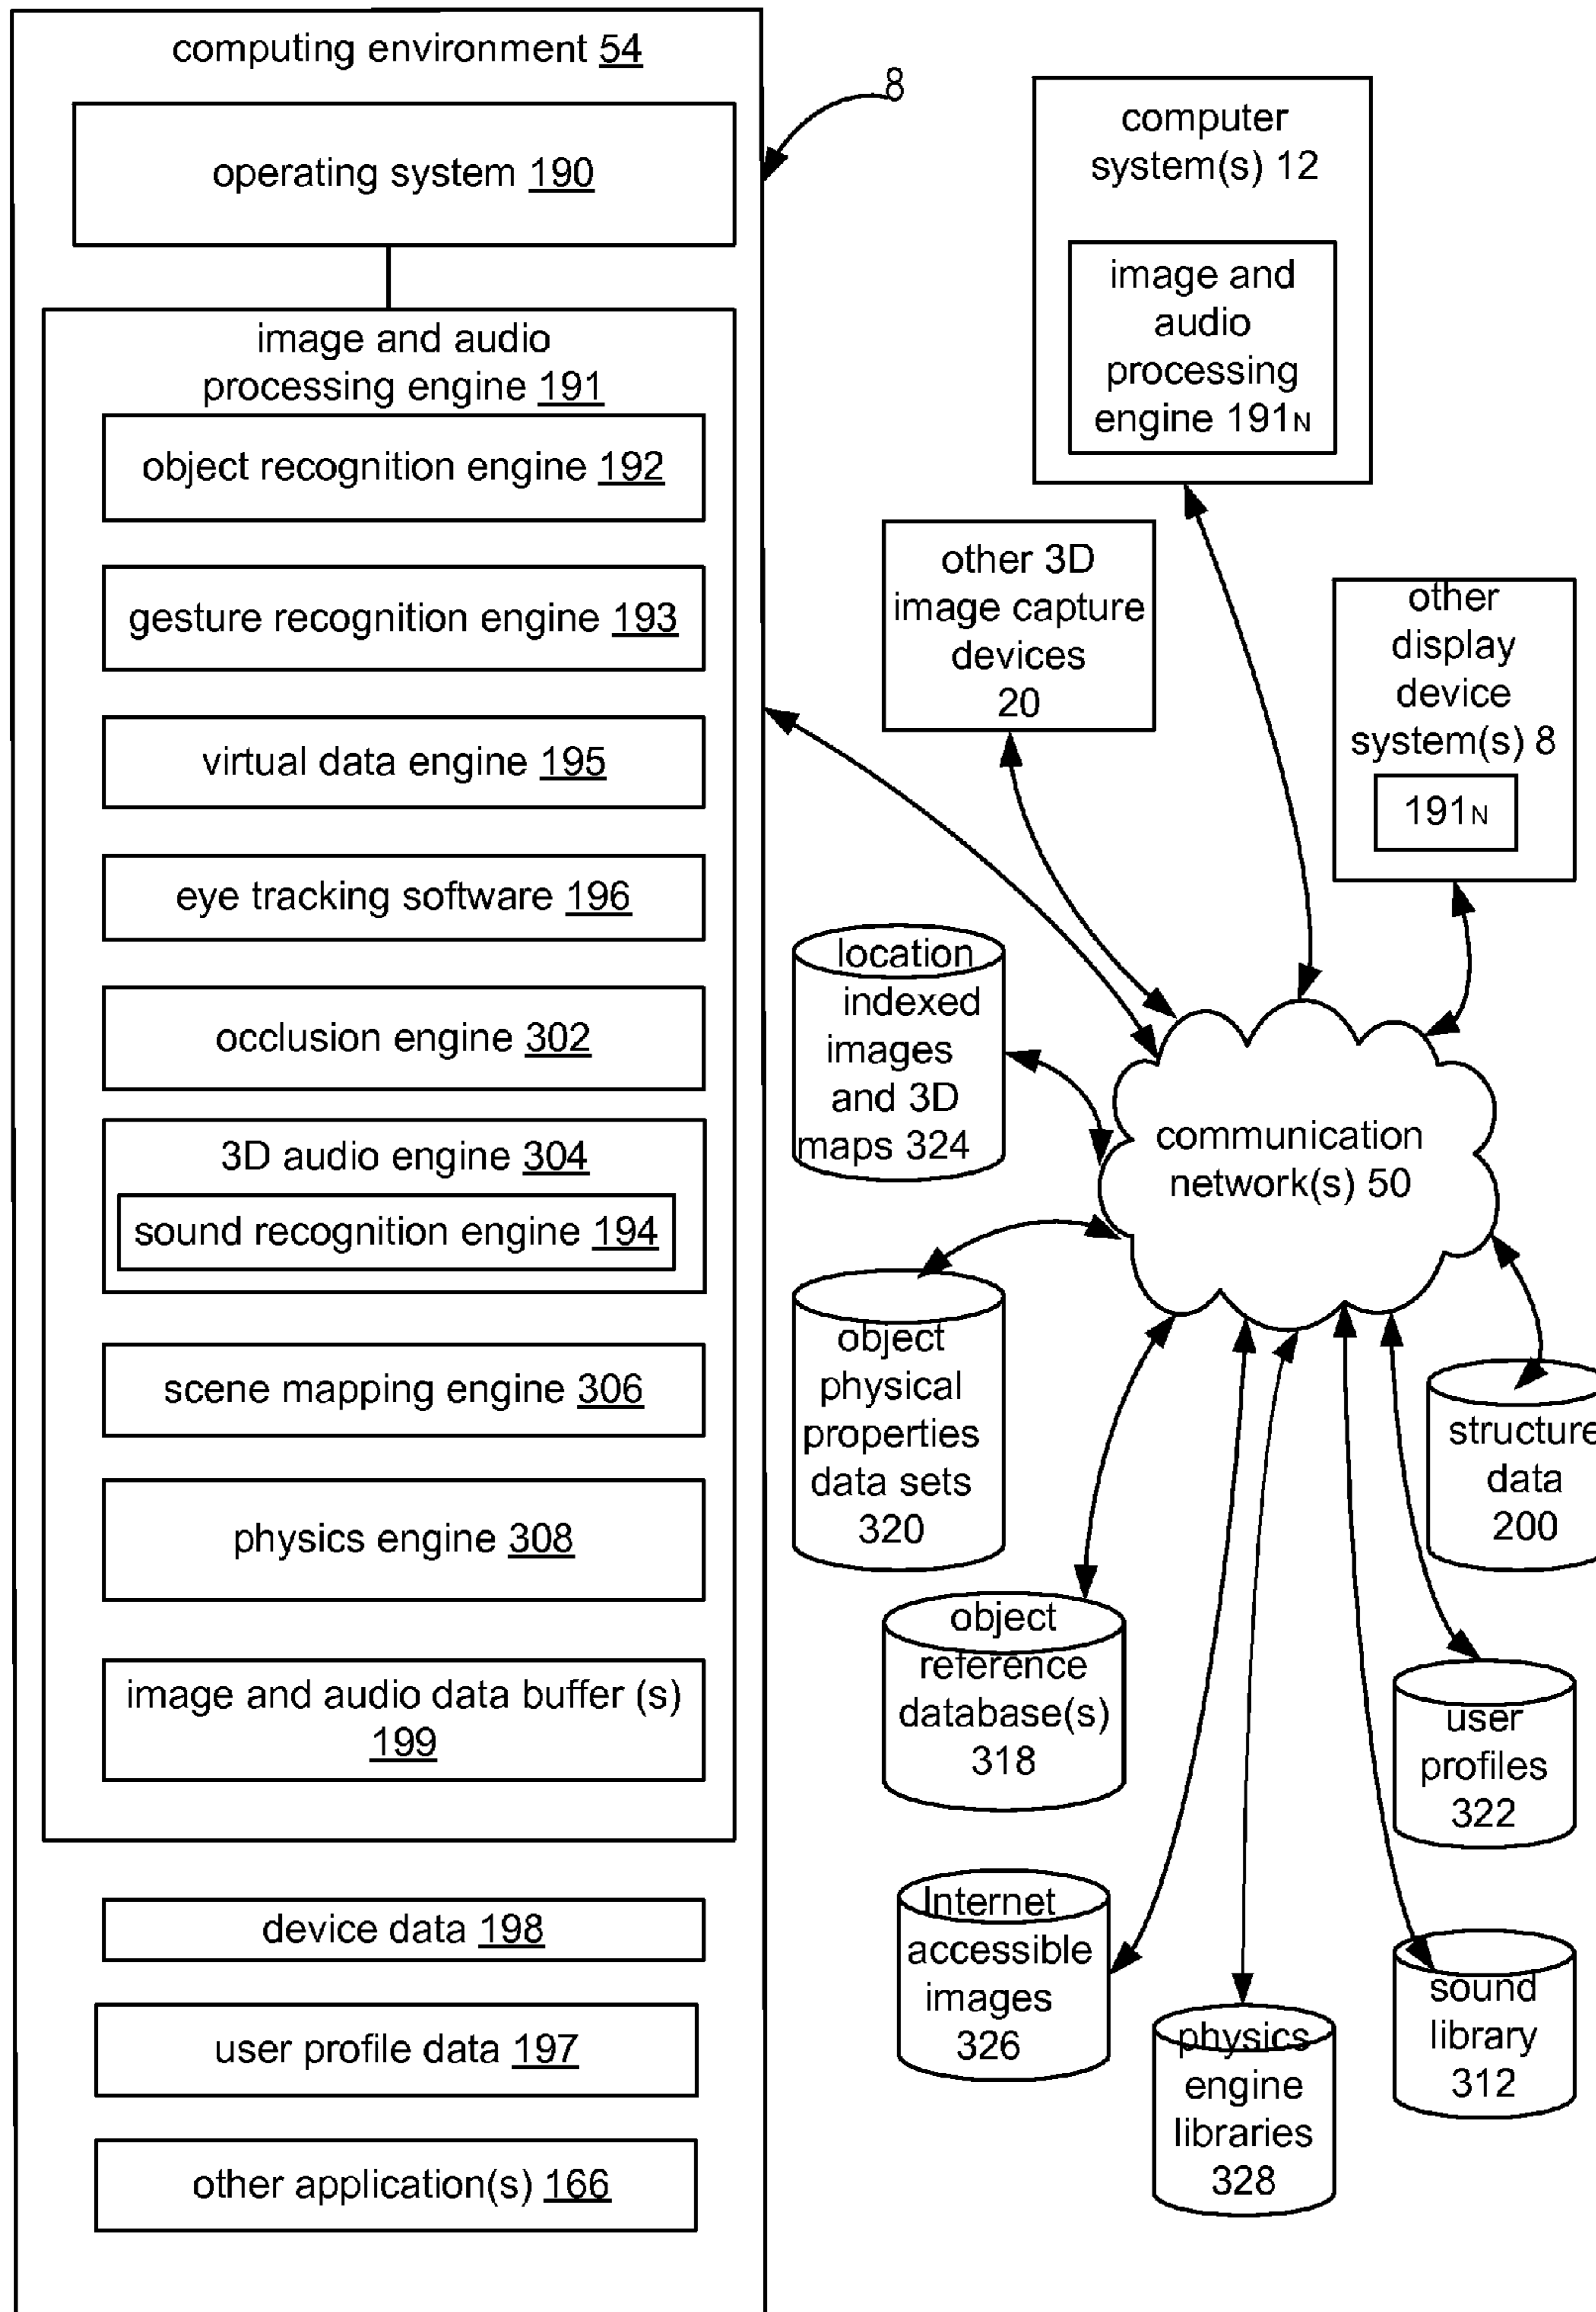 computing environment 54
operating system 190
image and audio
processing engine 191
object recognition engine 192
gesture recognition engine 193
virtual data engine 195
eye tracking software 196
occlusion engine 302
3D audio engine 304
sound recognition engine 194
scene mapping engine 306
physics engine 308
image and audio data buffer (s)
199
device data 198
user profile data 197
other application(s) 166
8
computer
system(s) 12
image and
audio
processing
engine 191N
other 3D
image capture
devices
20
other
display
device
system(s) 8
191N
location
indexed
images
and 3D
maps 324
communication
network(s) 50
object
physical
properties
data sets
320
structure
data
200
object
reference
database(s)
318
user
profiles
322
Internet
accessible
images
326
physics
engine
libraries
328
sound
library
312